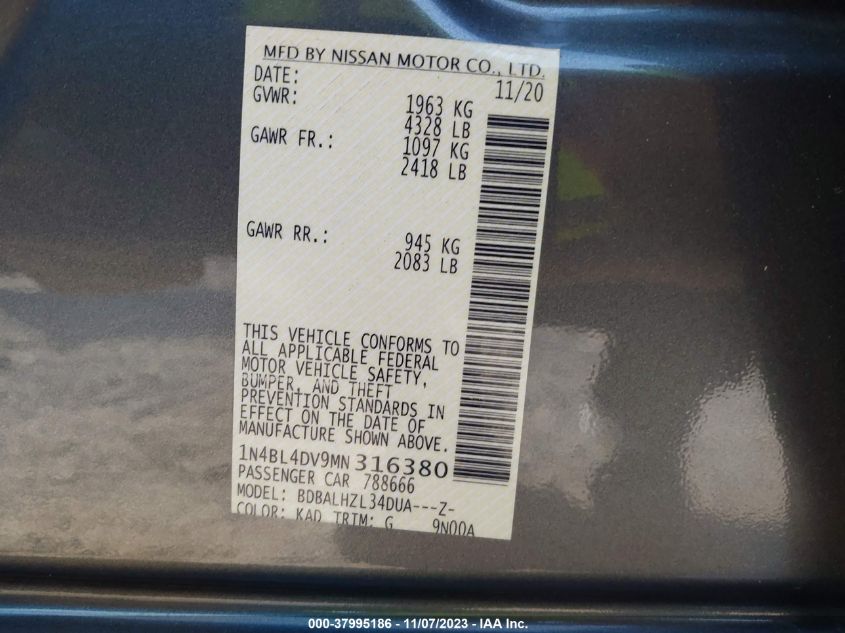 MFD BY NISSAN MOTOR CO., LTD.
DATE: 11/20
GVWR: 1963 KG
4328 LB
GAWR FR.: 1097 KG
2418 LB
GAWR RR.: 945 KG
2083 LB
THIS VEHICLE CONFORMS TO
ALL APPLICABLE FEDERAL
MOTOR VEHICLE SAFETY,
BUMPER, AND THEFT
PREVENTION STANDARDS IN
EFFECT ON THE DATE OF
MANUFACTURE SHOWN ABOVE.
1N4BL4DV9MN316380
PASSENGER CAR 788666
MODEL: BDBALHZL34DUA---Z-
COLOR: KAD TRIM: G 9N00A
000-37995186 - 11/07/2023 - IAA Inc.